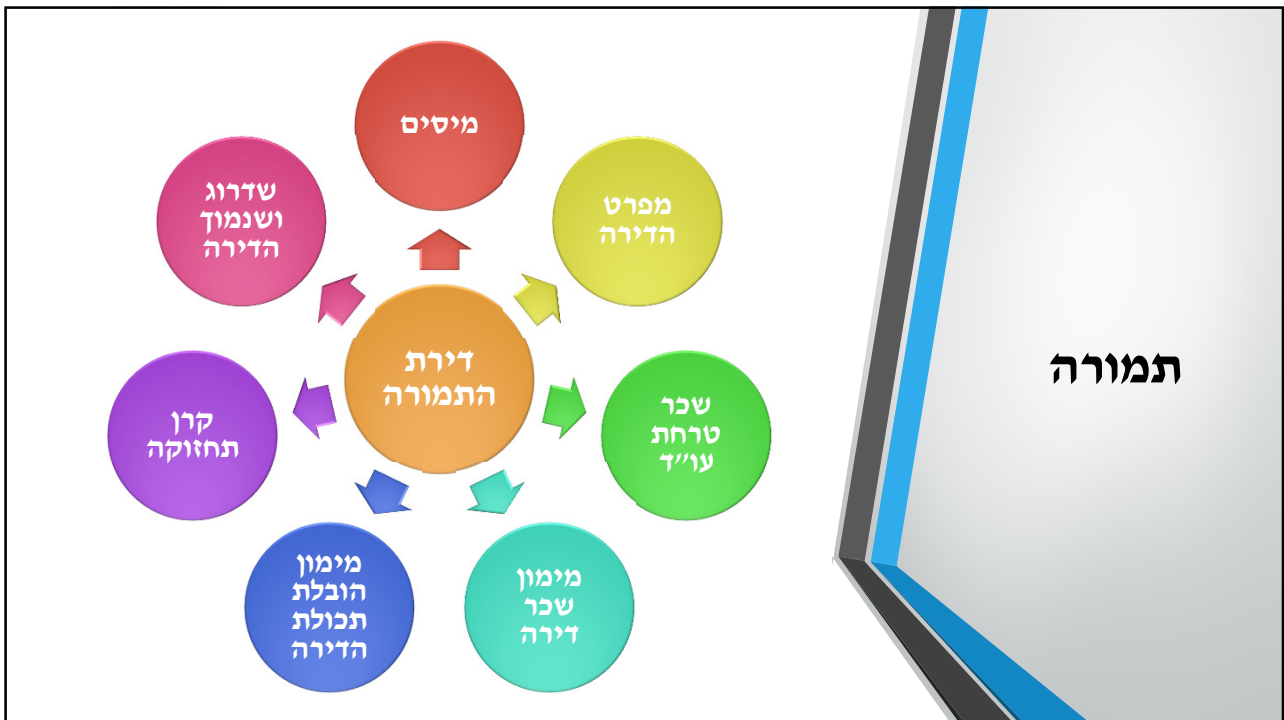 תמורה
דירת
התמורה
מיסים
מפרט
הדירה
שכר
טרחת
עו״ד
מימון
שכר
דירה
מימון
הובלת
תכולת
הדירה
קרן
תחזוקה
שדרוג
ושנמוך
הדירה